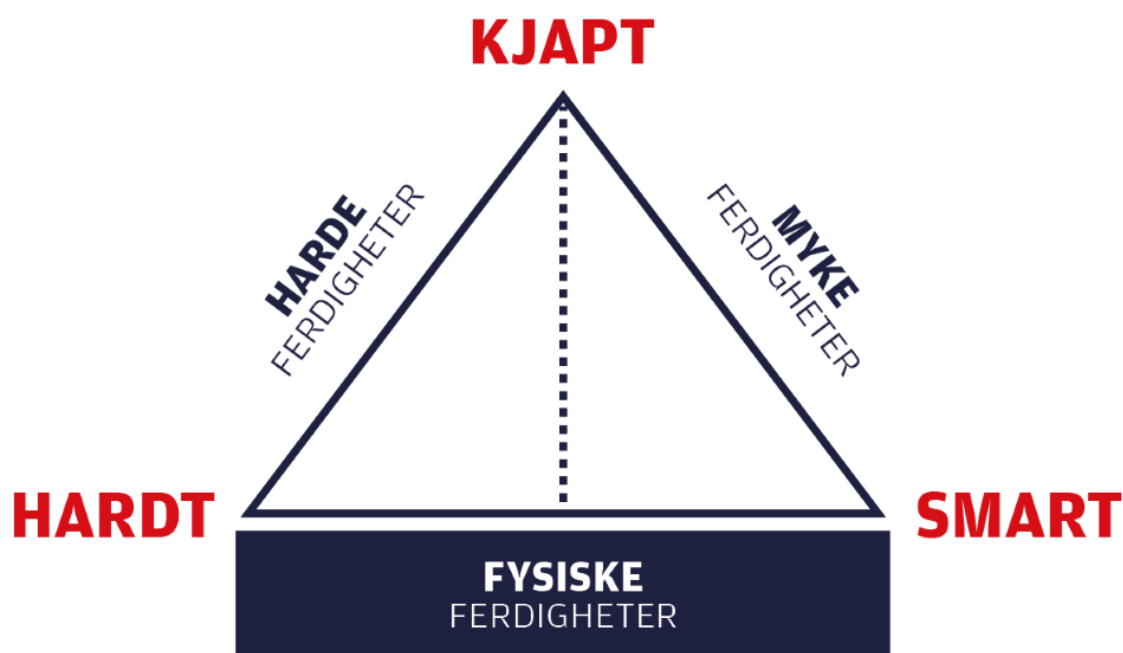 KJAPT
HARDE
FERDIGHETER
MYKE
FERDIGHETER
HARDT
SMART
FYSISKE
FERDIGHETER